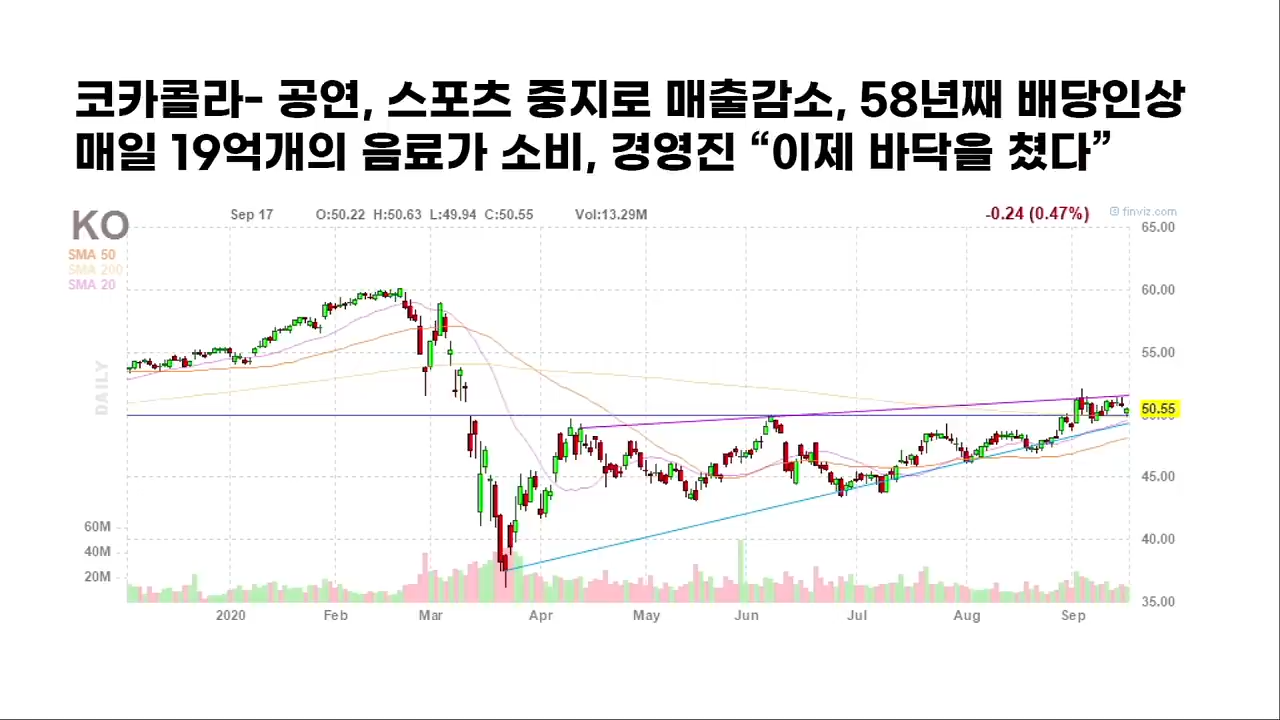 코카콜라- 공연, 스포츠 중지로 매출감소, 58년째 배당인상
매일 19억개의 음료가 소비, 경영진 “이제 바닥을 쳤다”
KO Sep 17 O:50.22 H:50.63 L:49.94 C:50.55 Vol:13.29M -0.24 (0.47%) © finviz.com
SMA 50
SMA 200
SMA 20
DAILY
65.00
60.00
55.00
50.55
50.00
45.00
40.00
35.00
60M
40M
20M
2020 Feb Mar Apr May Jun Jul Aug Sep